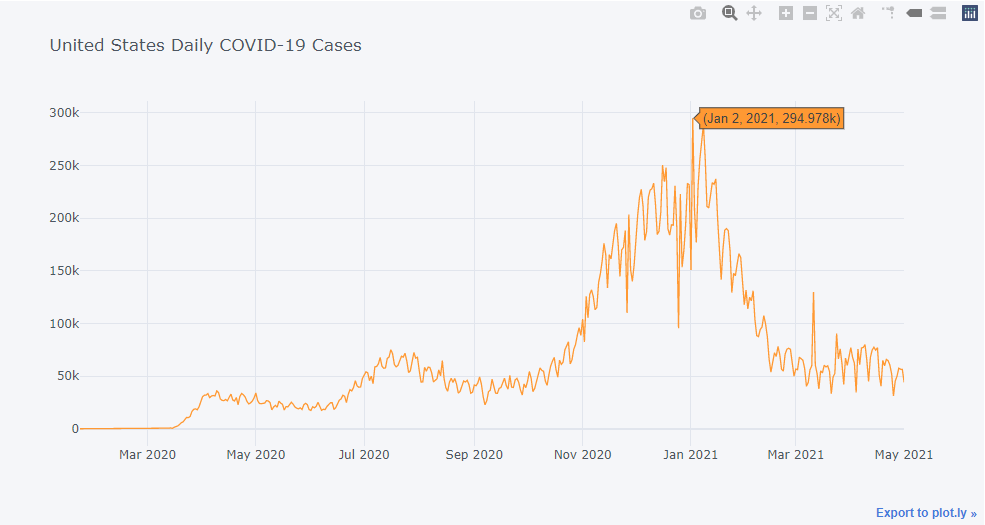 United States Daily COVID-19 Cases
300k
(Jan 2, 2021, 294.978k)
250k
200k
150k
100k
50k
0
Mar 2020 May 2020 Jul 2020 Sep 2020 Nov 2020 Jan 2021 Mar 2021 May 2021
Export to plot.ly »